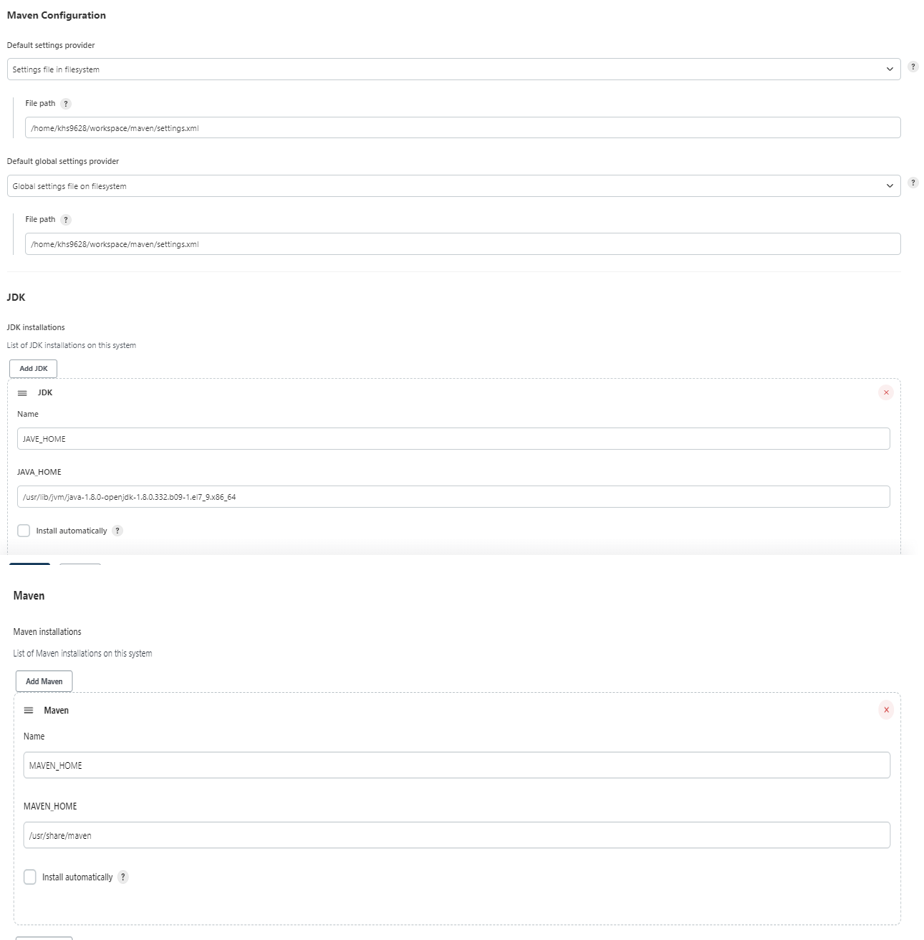 Maven Configuration
Default settings provider
Settings file in filesystem
?
File path ?
/home/khs9628/workspace/maven/settings.xml
Default global settings provider
Global settings file on filesystem
?
File path ?
/home/khs9628/workspace/maven/settings.xml
JDK
JDK installations
List of JDK installations on this system
Add JDK
JDK
x
Name
JAVE_HOME
JAVA_HOME
/usr/lib/jvm/java-1.8.0-openjdk-1.8.0.332.b09-1.el7_9.x86_64
Install automatically ?
Maven
Maven installations
List of Maven installations on this system
Add Maven
Maven
x
Name
MAVEN_HOME
MAVEN_HOME
/usr/share/maven
Install automatically ?